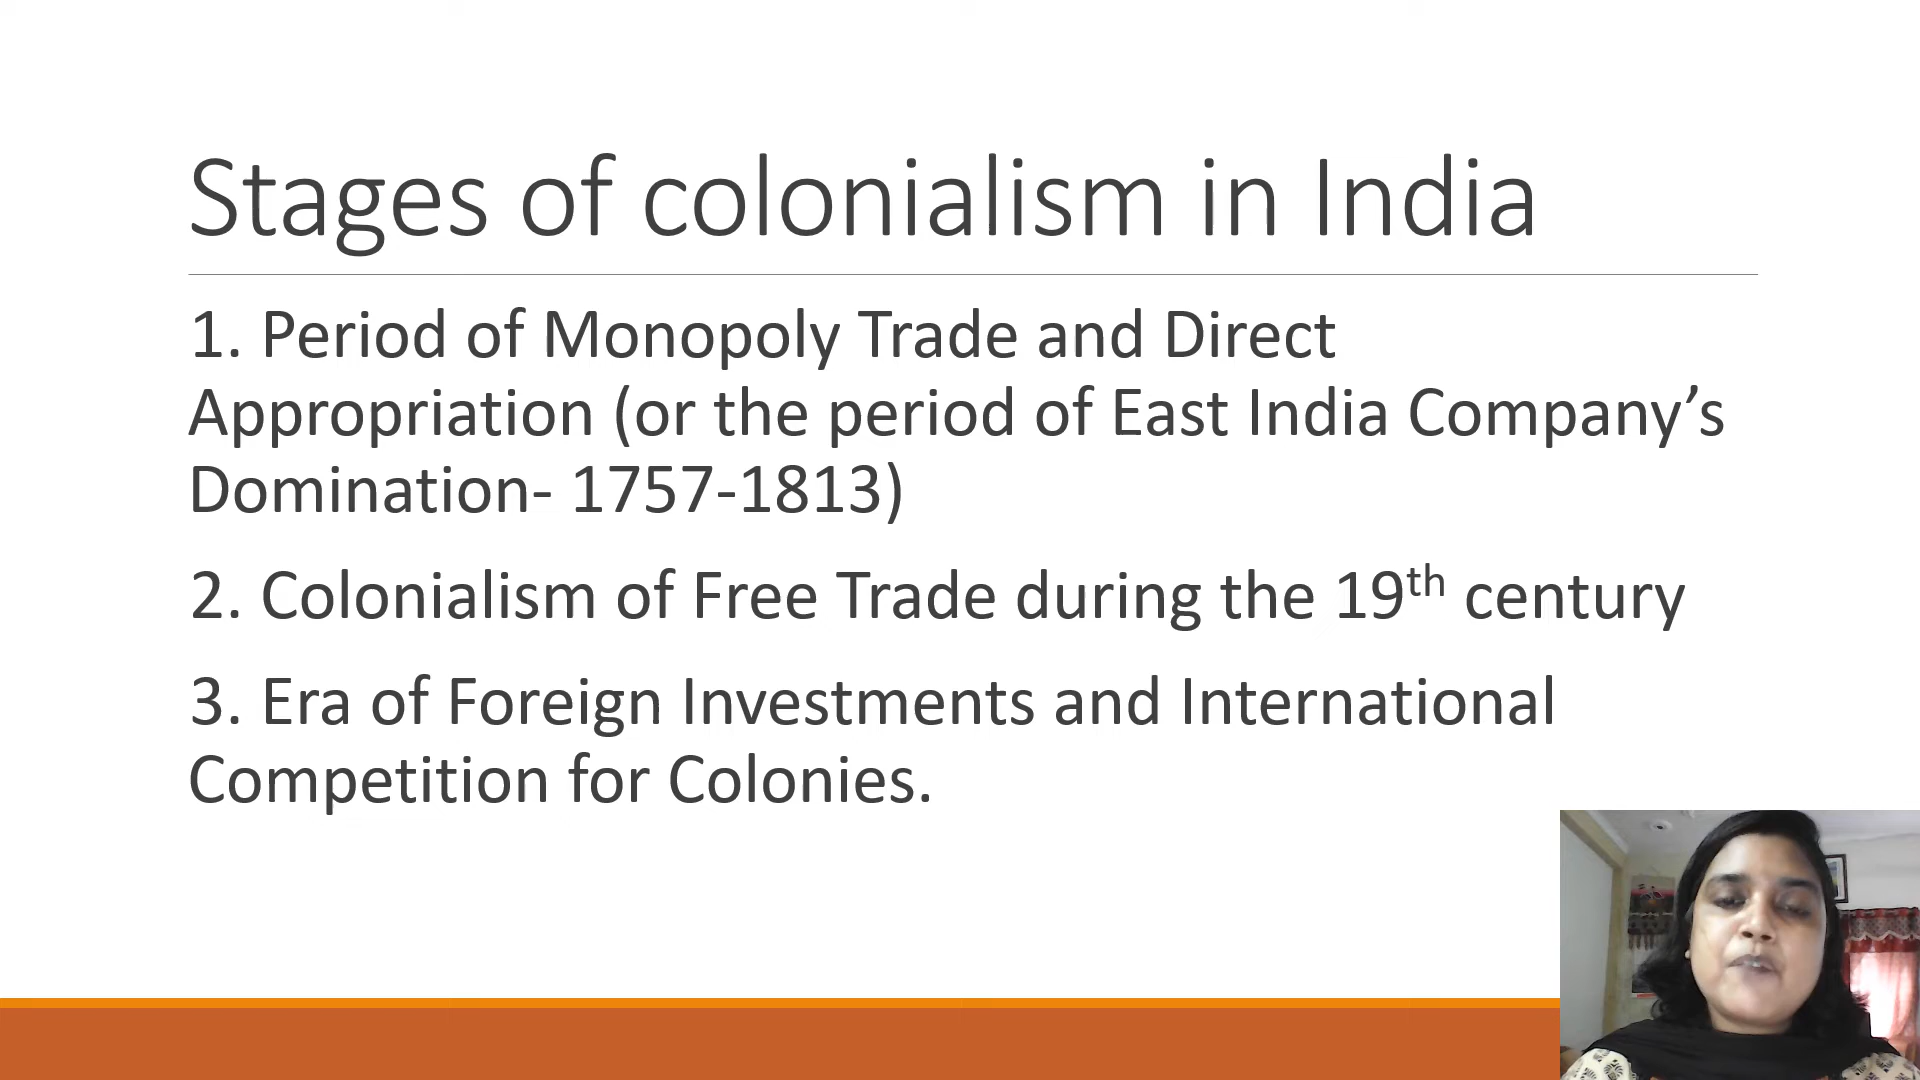 Stages of colonialism in India
1. Period of Monopoly Trade and Direct
Appropriation (or the period of East India Company’s
Domination- 1757-1813)
2. Colonialism of Free Trade during the 19th century
3. Era of Foreign Investments and International
Competition for Colonies.